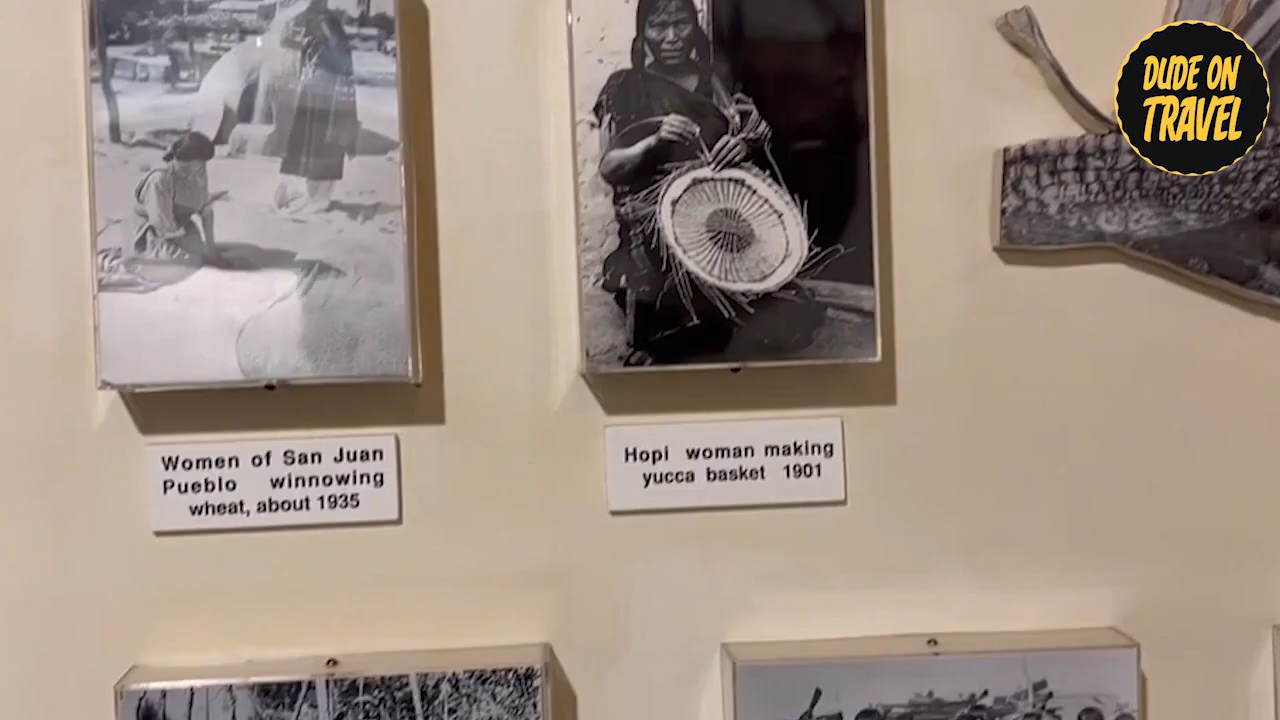 DUDE ON
TRAVEL
Women of San Juan
Pueblo winnowing
wheat, about 1935
Hopi woman making
yucca basket 1901